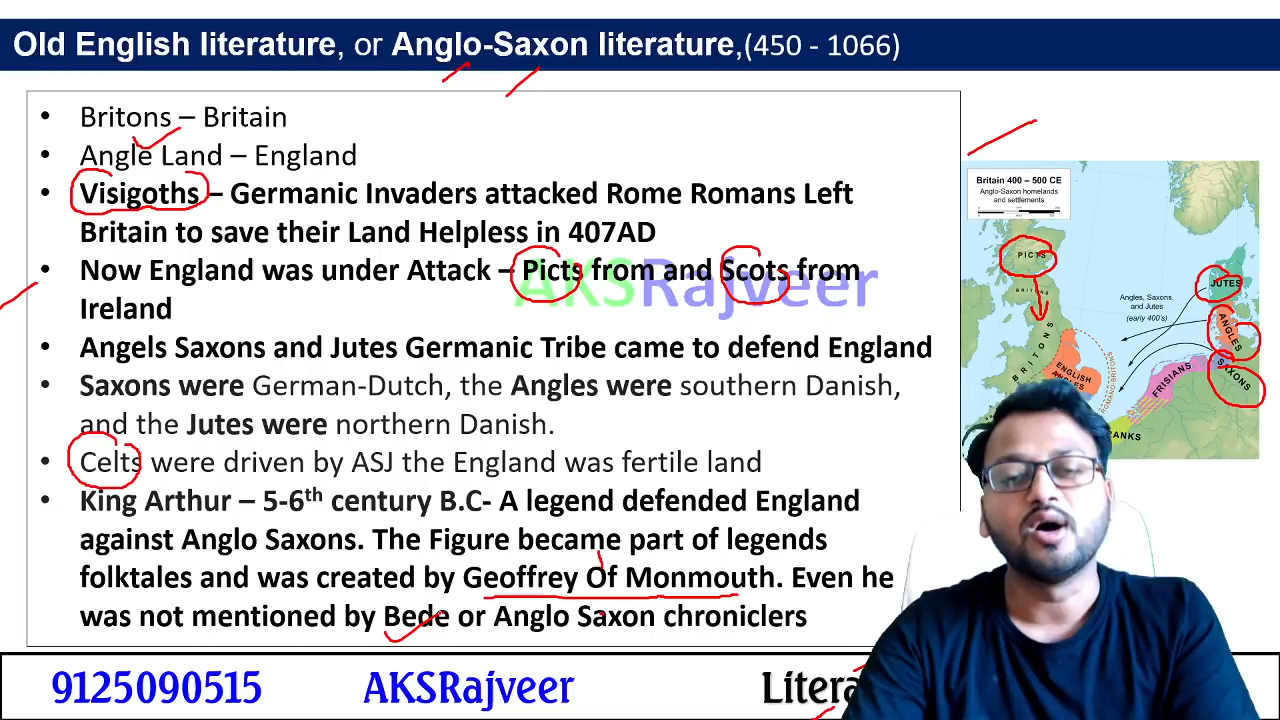 Old English literature, or Anglo-Saxon literature,(450 - 1066)
• Britons – Britain
• Angle Land – England
• Visigoths – Germanic Invaders attacked Rome Romans Left
Britain to save their Land Helpless in 407AD
• Now England was under Attack – Picts from and Scots from
Ireland
• Angels Saxons and Jutes Germanic Tribe came to defend England
• Saxons were German-Dutch, the Angles were southern Danish,
and the Jutes were northern Danish.
• Celts were driven by ASJ the England was fertile land
• King Arthur – 5-6th century B.C- A legend defended England
against Anglo Saxons. The Figure became part of legends
folktales and was created by Geoffrey Of Monmouth. Even he
was not mentioned by Bede or Anglo Saxon chroniclers
AKSRajveer
Britain 400 – 500 CE
Anglo-Saxon homelands
and settlements
PICTS
BRITONS
BRITONS
Angles, Saxons,
and Jutes
(early 400's)
JUTES
ANGLES
SAXONS
FRISIANS
ENGLISH
ANGLES
9125090515 AKSRajveer